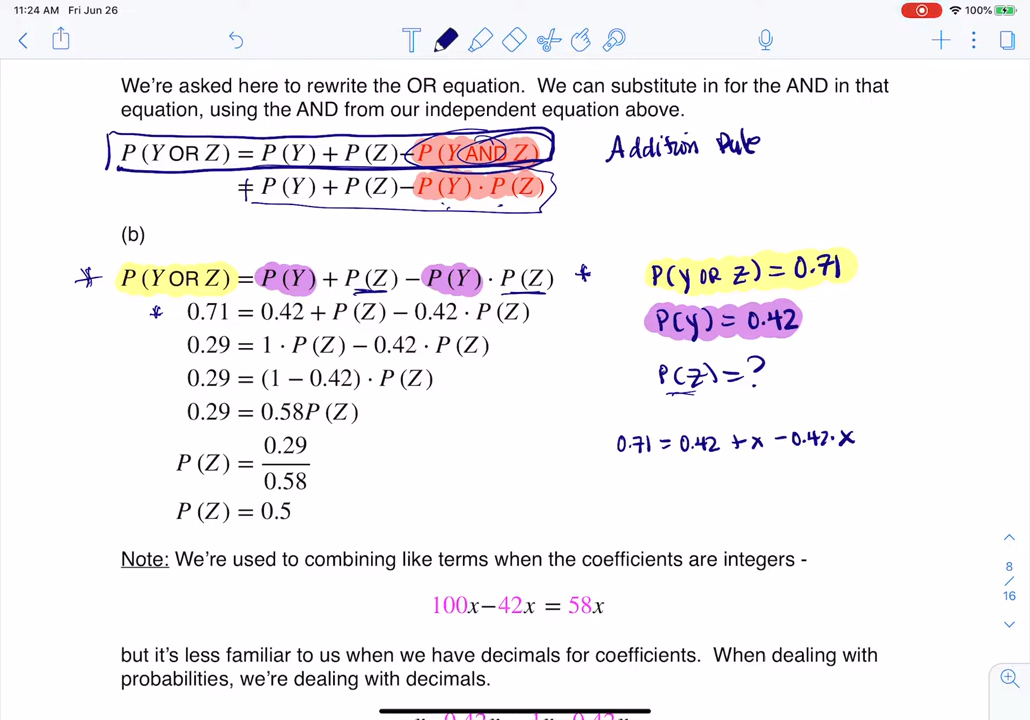 11:24 AM Fri Jun 26 100%
T
We're asked here to rewrite the OR equation. We can substitute in for the AND in that
equation, using the AND from our independent equation above.
P (Y OR Z) = P (Y) + P (Z) − P (Y AND Z) Addition Rule
= P (Y) + P (Z) − P (Y) · P (Z)
(b)
* P (Y OR Z) = P (Y) + P (Z) − P (Y) · P (Z) * P(Y OR Z) = 0.71
* 0.71 = 0.42 + P (Z) − 0.42 · P (Z) P(Y) = 0.42
0.29 = 1 · P (Z) − 0.42 · P (Z)
0.29 = (1 − 0.42) · P (Z) P(Z) = ?
0.29 = 0.58P (Z)
0.71 = 0.42 + x − 0.42·x
P (Z) = 0.29 / 0.58
P (Z) = 0.5
Note: We're used to combining like terms when the coefficients are integers -
100x−42x = 58x
but it's less familiar to us when we have decimals for coefficients. When dealing with
probabilities, we're dealing with decimals.
8 / 16